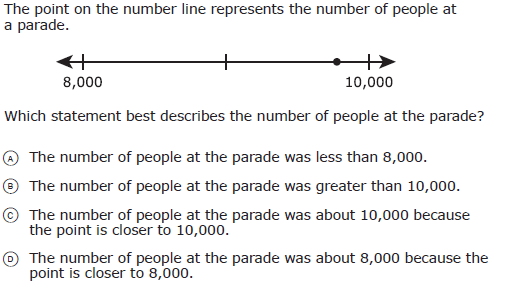 The point on the number line represents the number of people at
a parade.
8,000
10,000
Which statement best describes the number of people at the parade?
A The number of people at the parade was less than 8,000.
B The number of people at the parade was greater than 10,000.
C The number of people at the parade was about 10,000 because
the point is closer to 10,000.
D The number of people at the parade was about 8,000 because the
point is closer to 8,000.